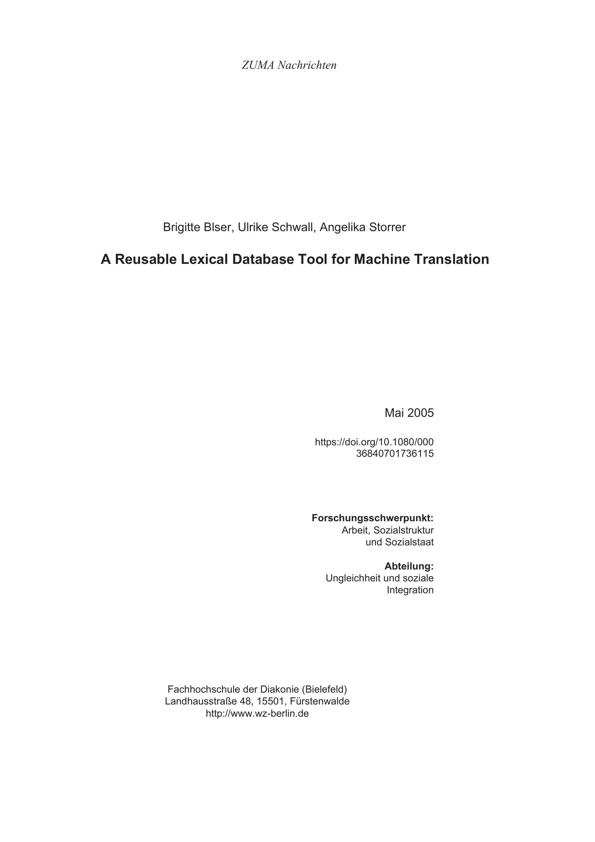 ZUMA Nachrichten
Brigitte Blser, Ulrike Schwall, Angelika Storrer
A Reusable Lexical Database Tool for Machine Translation
Mai 2005
https://doi.org/10.1080/000
36840701736115
Forschungsschwerpunkt:
Arbeit, Sozialstruktur
und Sozialstaat
Abteilung:
Ungleichheit und soziale
Integration
Fachhochschule der Diakonie (Bielefeld)
Landhausstraße 48, 15501, Fürstenwalde
http://www.wz-berlin.de